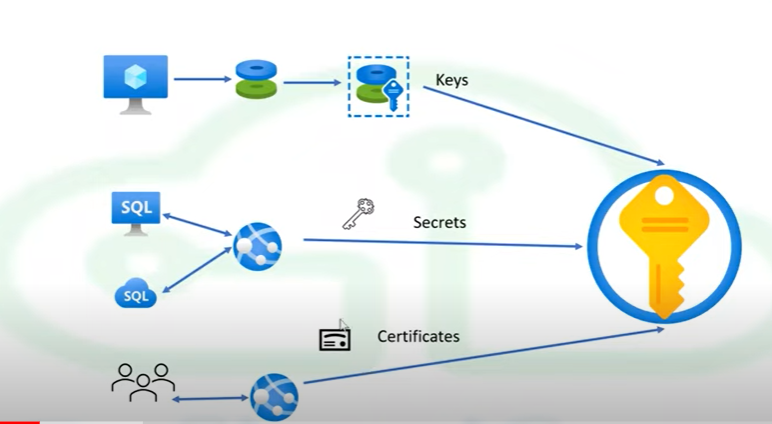 Keys
SQL
Secrets
SQL
Certificates